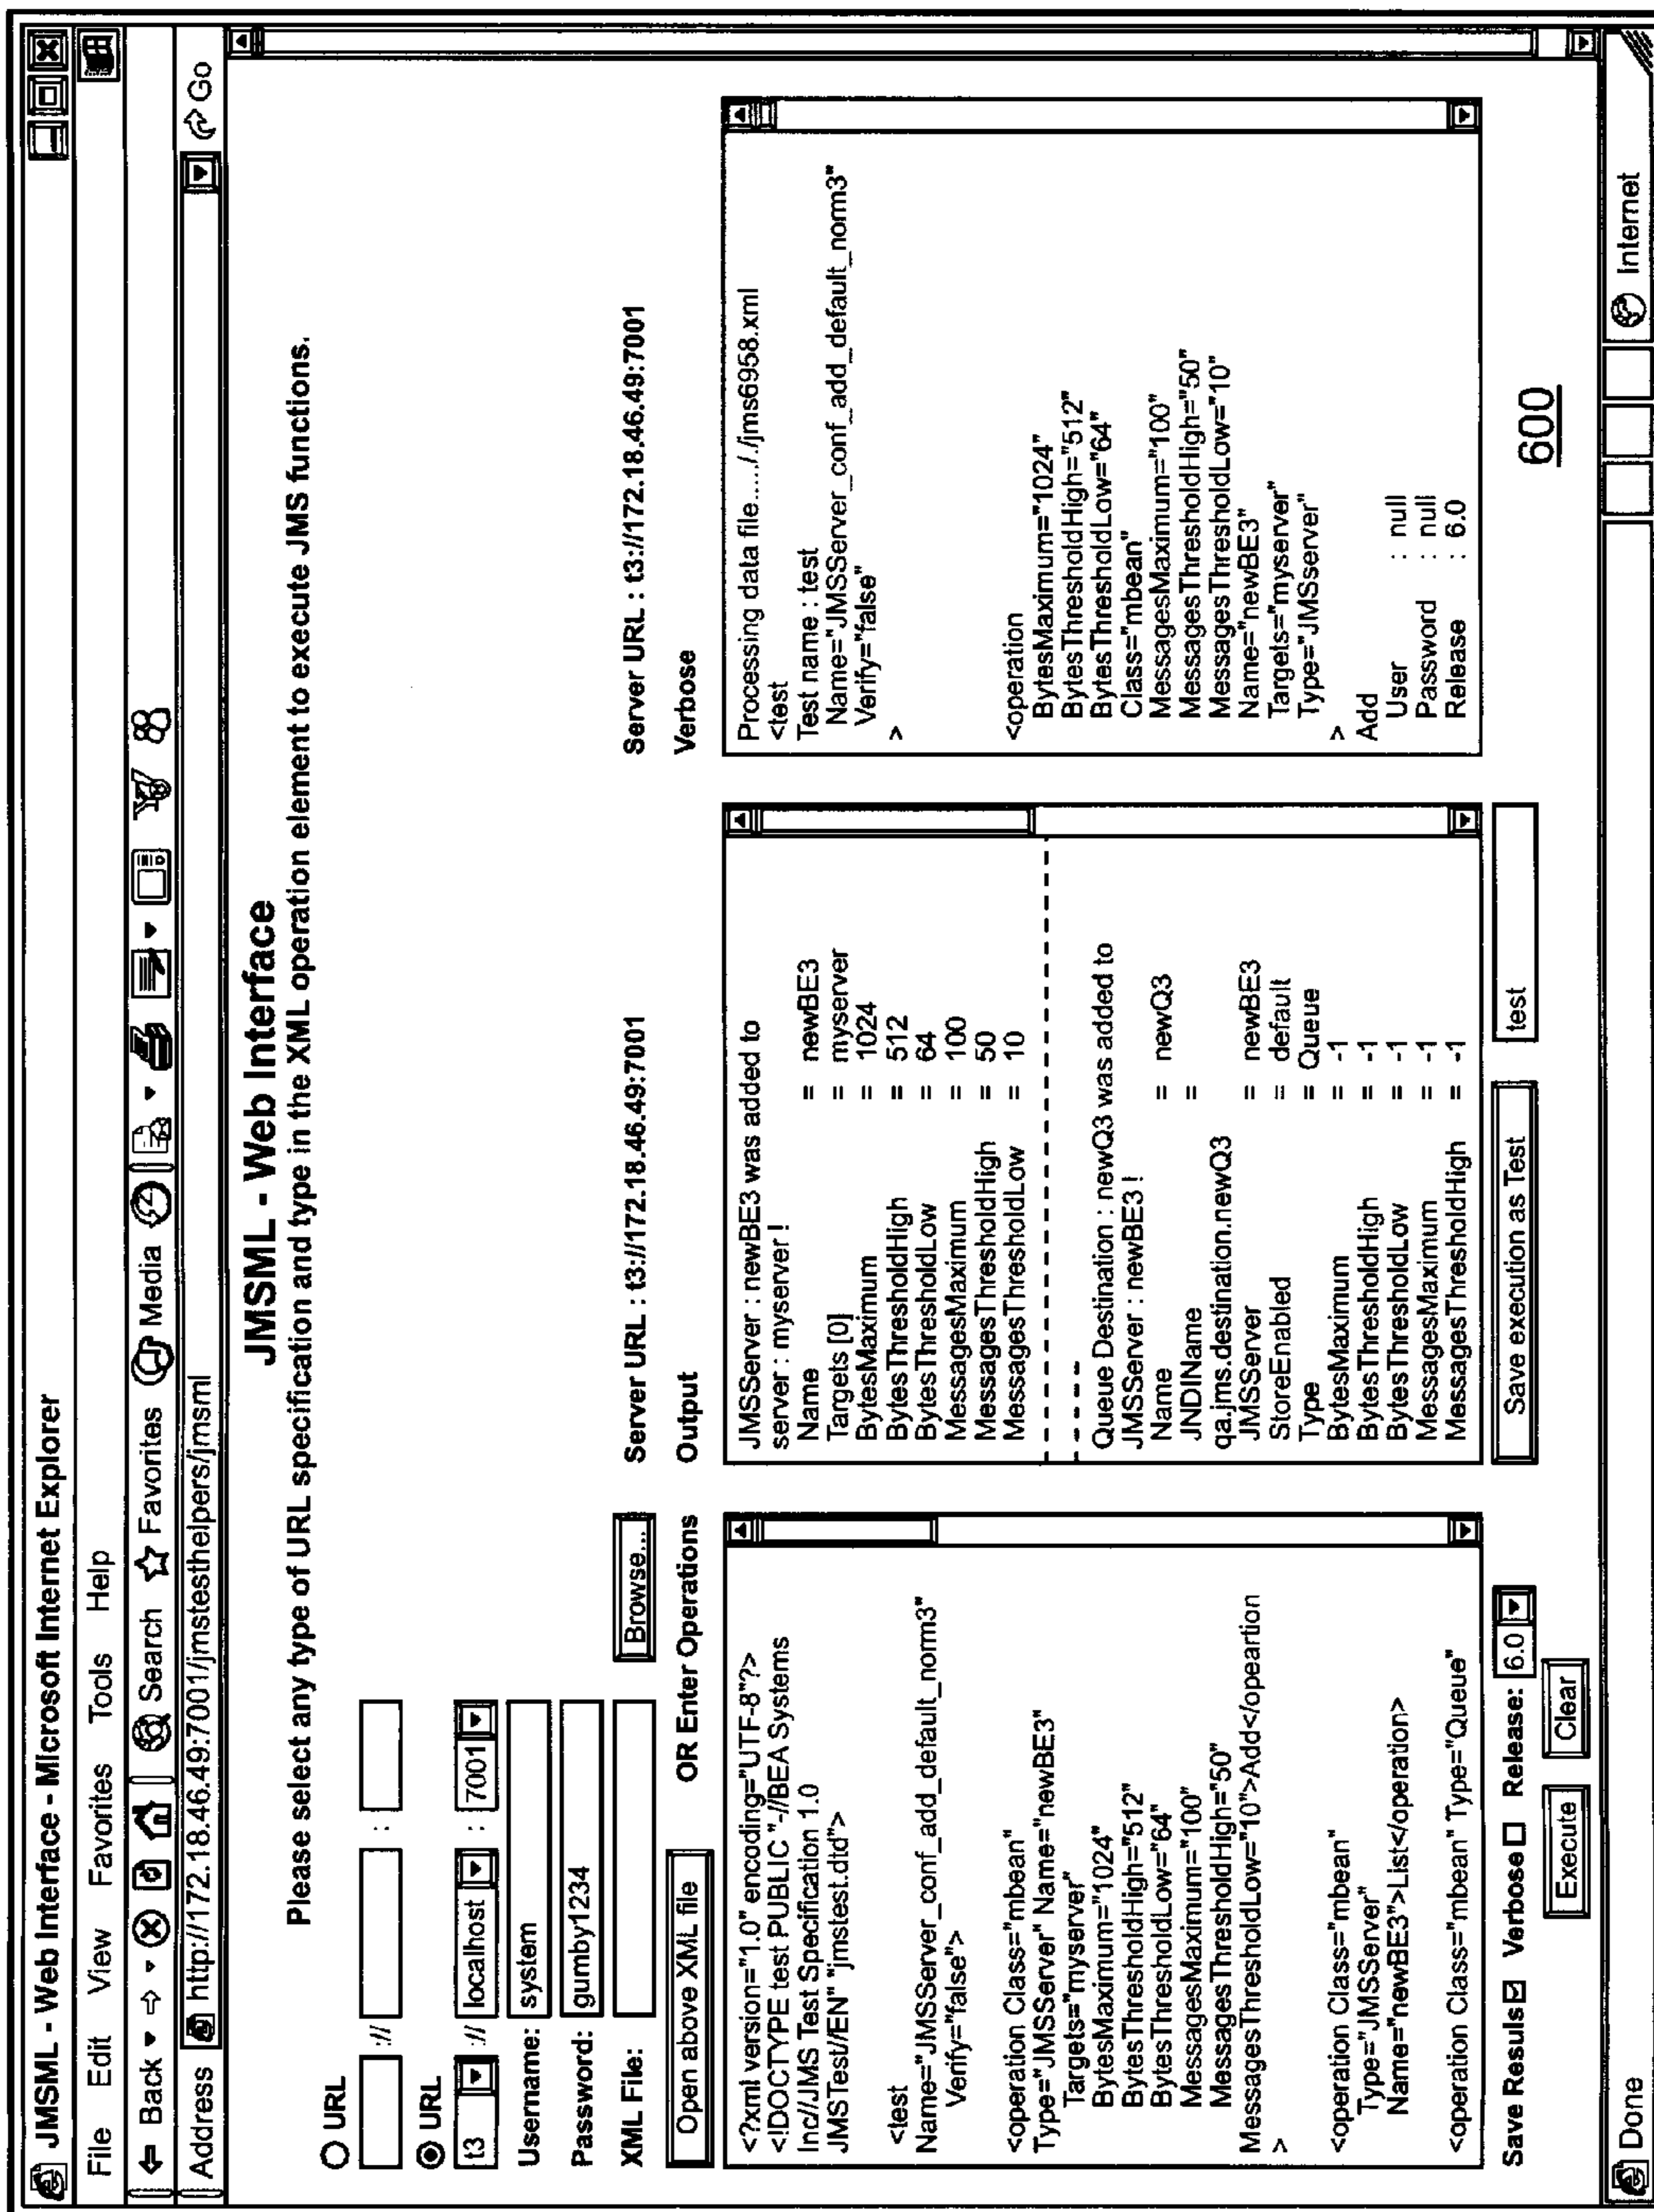 JMSML - Web Interface - Microsoft Internet Explorer
File Edit View Favorites Tools Help
Back Search Favorites Media
Address http://172.18.46.49:7001/jmstesthelpers/jmsml Go
JMSML - Web Interface
Please select any type of URL specification and type in the XML operation element to execute JMS functions.
URL
:// :
URL
t3 :// localhost : 7001
Username: system
Password: gumby1234
XML File: Browse...
Server URL : t3://172.18.46.49:7001
Server URL : t3://172.18.46.49:7001
Open above XML file OR Enter Operations
<?xml version="1.0" encoding="UTF-8"?>
<!DOCTYPE test PUBLIC "-//BEA Systems
Inc//JMS Test Specification 1.0
JMSTest//EN" "jmstest.dtd">
<test
Name="JMSServer_conf_add_default_norm3"
Verify="false">
<operation Class="mbean"
Type="JMSServer" Name="newBE3"
Targets="myserver"
BytesMaximum="1024"
BytesThresholdHigh="512"
BytesThresholdLow="64"
MessagesMaximum="100"
MessagesThresholdHigh="50"
MessagesThresholdLow="10">Add</opeartion
>
<operation Class="mbean"
Type="JMSServer"
Name="newBE3">List</operation>
<operation Class="mbean" Type="Queue"
Save Resuls Verbose Release: 6.0
Execute Clear
Output
JMSServer : newBE3 was added to
server : myserver !
Name = newBE3
Targets [0] = myserver
BytesMaximum = 1024
BytesThresholdHigh = 512
BytesThresholdLow = 64
MessagesMaximum = 100
MessagesThresholdHigh = 50
MessagesThresholdLow = 10
Queue Destination : newQ3 was added to
JMSServer : newBE3 !
Name = newQ3
JNDIName =
qa.jms.destination.newQ3
JMSServer = newBE3
StoreEnabled = default
Type = Queue
BytesMaximum = -1
BytesThresholdHigh = -1
BytesThresholdLow = -1
MessagesMaximum = -1
MessagesThresholdHigh = -1
Save execution as Test test
Verbose
Processing data file...../../jms6958.xml
<test
Test name : test
Name="JMSServer_conf_add_default_norm3"
Verify="false"
>
<operation
BytesMaximum="1024"
BytesThresholdHigh="512"
BytesThresholdLow="64"
Class="mbean"
MessagesMaximum="100"
MessagesThresholdHigh="50"
MessagesThresholdLow="10"
Name="newBE3"
Targets="myserver"
Type="JMSserver"
>
Add
User : null
Password : null
Release : 6.0
600
Done Internet